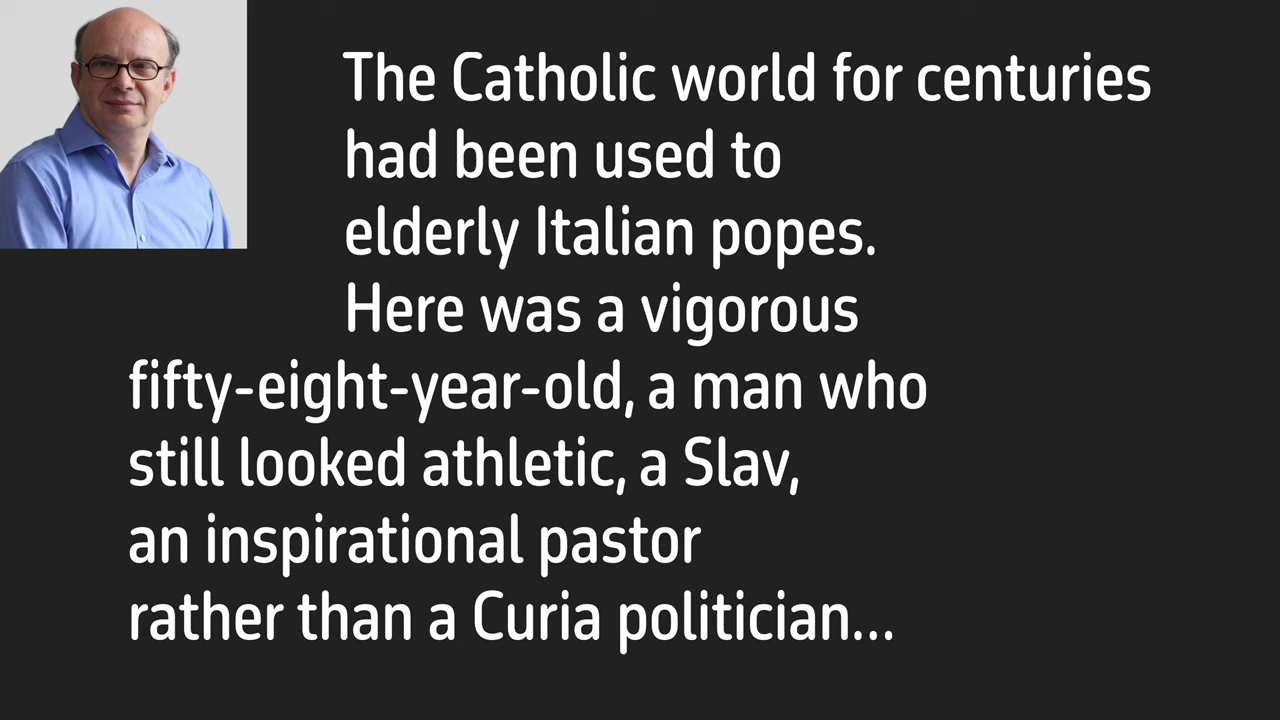 The Catholic world for centuries
had been used to
elderly Italian popes.
Here was a vigorous
fifty-eight-year-old, a man who
still looked athletic, a Slav,
an inspirational pastor
rather than a Curia politician...